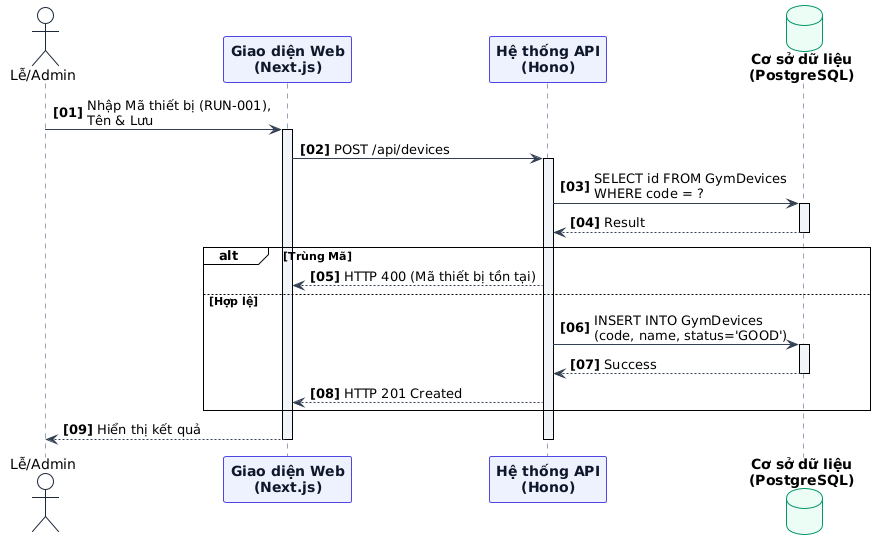 Lễ/Admin
Giao diện Web
(Next.js)
Hệ thống API
(Hono)
Cơ sở dữ liệu
(PostgreSQL)
[01] Nhập Mã thiết bị (RUN-001),
Tên & Lưu
[02] POST /api/devices
[03] SELECT id FROM GymDevices
WHERE code = ?
[04] Result
alt [Trùng Mã]
[05] HTTP 400 (Mã thiết bị tồn tại)
[Hợp lệ]
[06] INSERT INTO GymDevices
(code, name, status='GOOD')
[07] Success
[08] HTTP 201 Created
[09] Hiển thị kết quả
Lễ/Admin
Giao diện Web
(Next.js)
Hệ thống API
(Hono)
Cơ sở dữ liệu
(PostgreSQL)